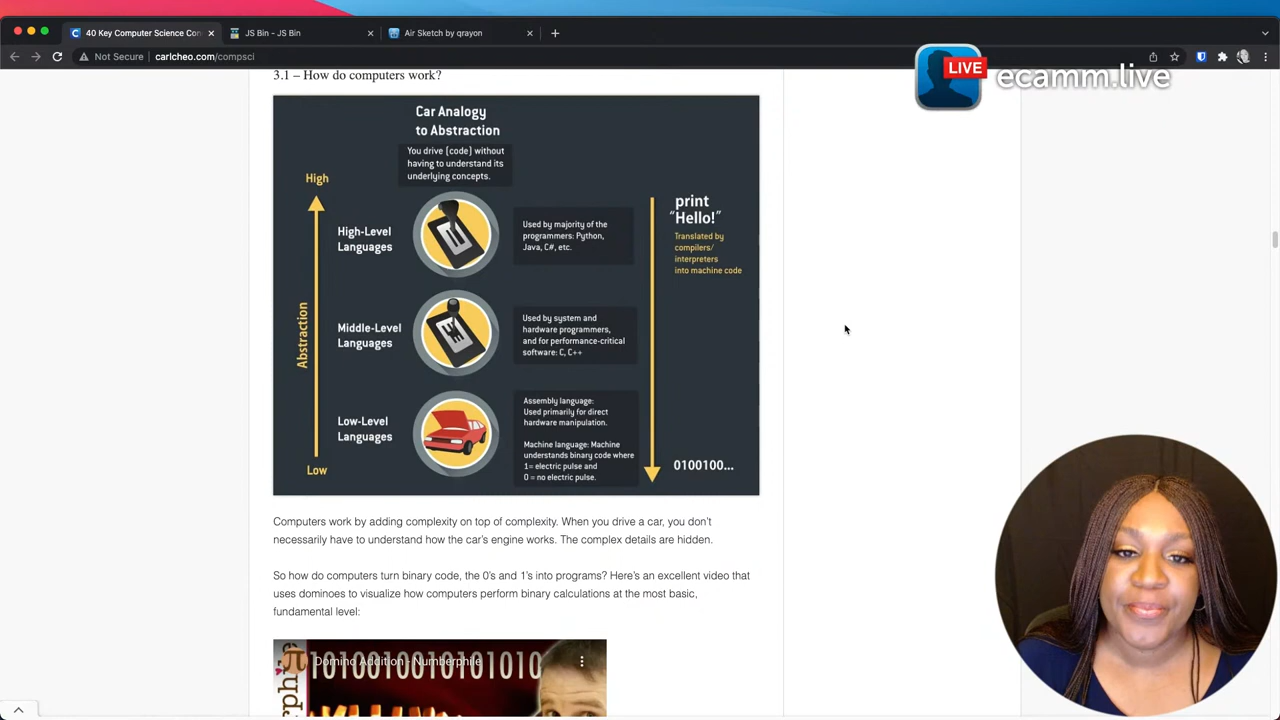 40 Key Computer Science Con
JS Bin - JS Bin
Air Sketch by qrayon
Not Secure
carlcheo.com/compsci
LIVE
ecamm.live
3.1 – How do computers work?
Car Analogy
to Abstraction
You drive (code) without
having to understand its
underlying concepts.
High
High-Level
Languages
Used by majority of the
programmers: Python,
Java, C#, etc.
print
"Hello!"
Translated by
compilers/
interpreters
into machine code
Abstraction
Middle-Level
Languages
Used by system and
hardware programmers,
and for performance-critical
software: C, C++
Low-Level
Languages
Assembly language:
Used primarily for direct
hardware manipulation.
Machine language: Machine
understands binary code where
1= electric pulse and
0 = no electric pulse.
Low
0100100...
Computers work by adding complexity on top of complexity. When you drive a car, you don't
necessarily have to understand how the car's engine works. The complex details are hidden.
So how do computers turn binary code, the 0's and 1's into programs? Here's an excellent video that
uses dominoes to visualize how computers perform binary calculations at the most basic,
fundamental level:
Domino Addition - Numberphile